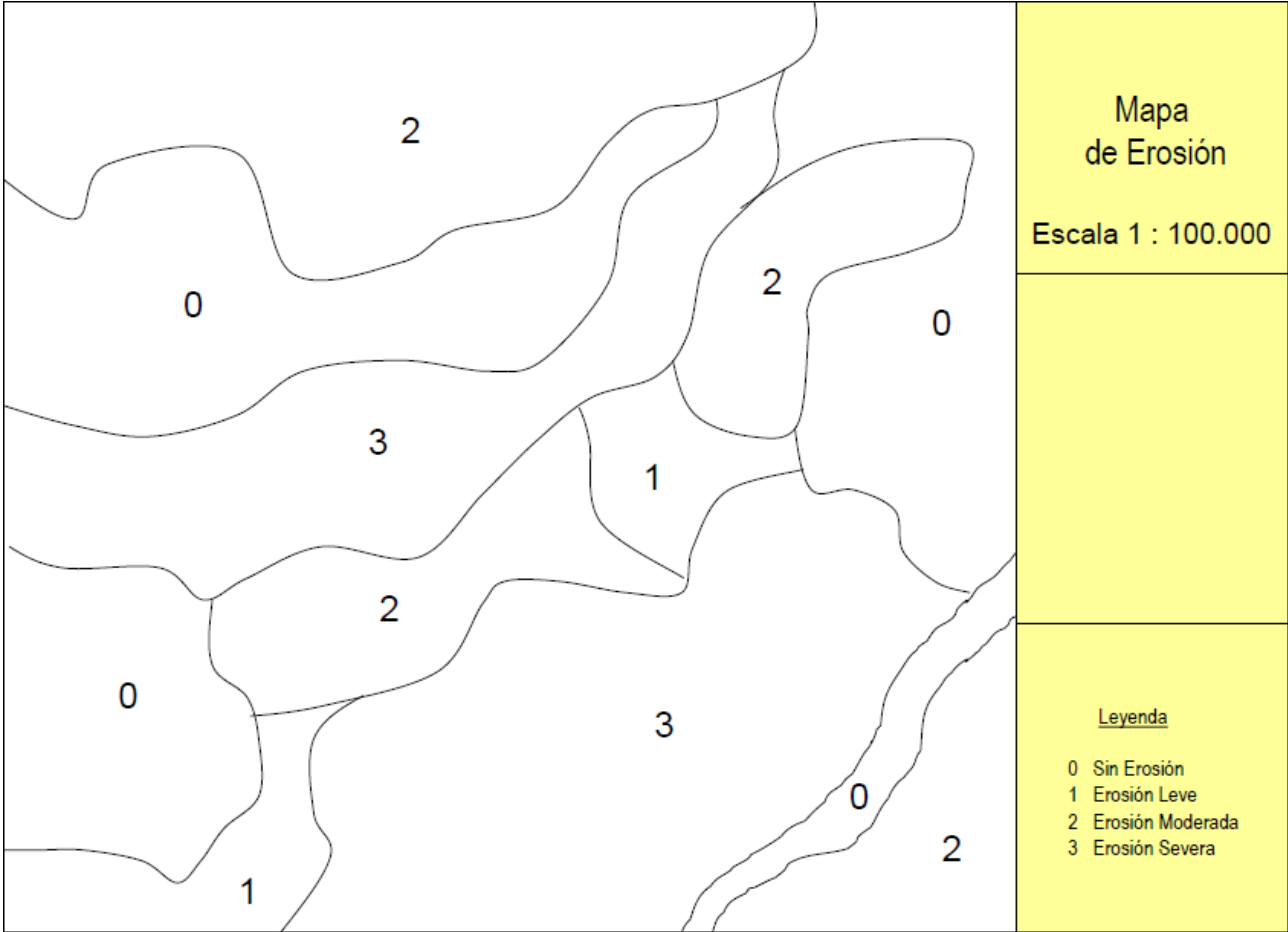 2
0
2
0
3
1
2
0
3
0
2
1
Mapa
de Erosión
Escala 1 : 100.000
Leyenda
0 Sin Erosión
1 Erosión Leve
2 Erosión Moderada
3 Erosión Severa